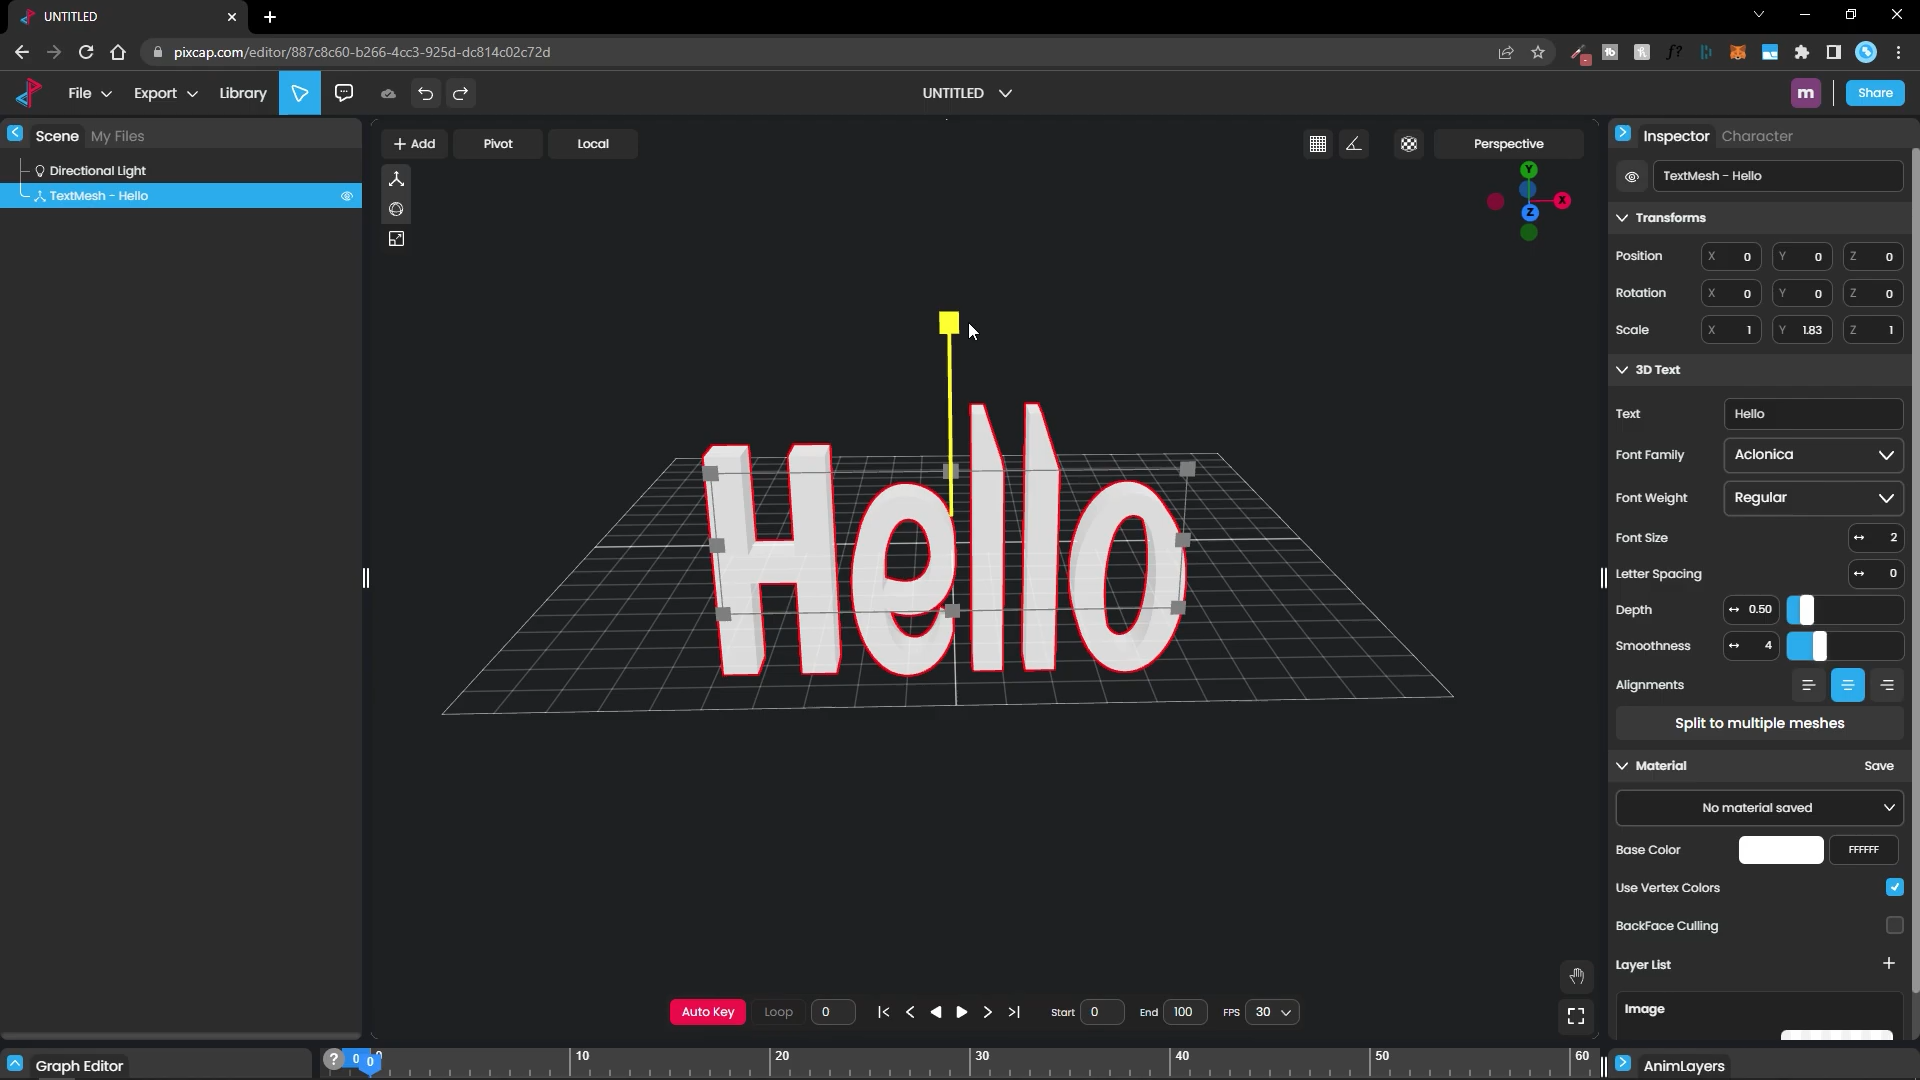 UNTITLED
pixcap.com/editor/887c8c60-b266-4cc3-925d-dc814c02c72d
File
Export
Library
UNTITLED
m
Share
Scene
My Files
+ Add
Pivot
Local
Perspective
Inspector
Character
Directional Light
TextMesh - Hello
TextMesh - Hello
Y
X
Z
Transforms
Position X 0 Y 0 Z 0
Rotation X 0 Y 0 Z 0
Scale X 1 Y 1.83 Z 1
3D Text
Text Hello
Font Family Aclonica
Font Weight Regular
Font Size 2
Letter Spacing 0
Depth 0.50
Smoothness 4
Alignments
Split to multiple meshes
Material Save
No material saved
Base Color FFFFFF
Use Vertex Colors
BackFace Culling
Layer List +
Image
Hello
Auto Key Loop 0 Start 0 End 100 FPS 30
Graph Editor
? 0 0 10 20 30 40 50 60
AnimLayers